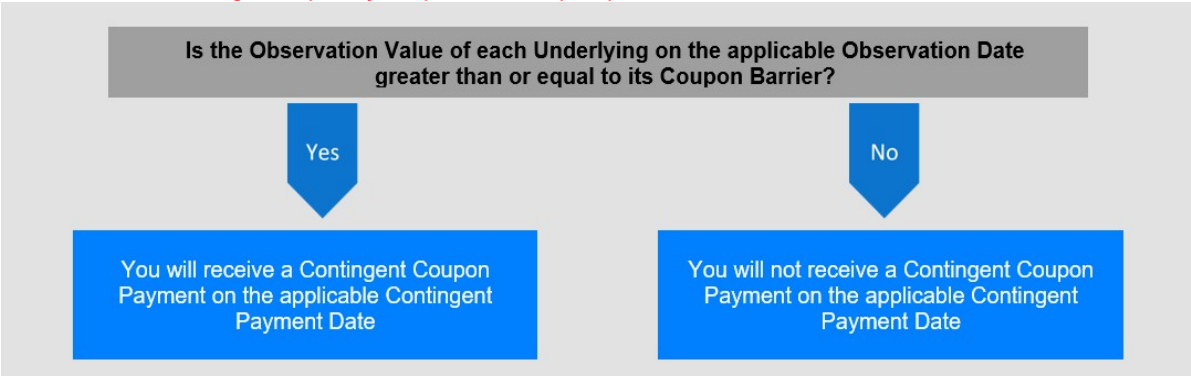 Is the Observation Value of each Underlying on the applicable Observation Date
greater than or equal to its Coupon Barrier?
Yes
No
You will receive a Contingent Coupon
Payment on the applicable Contingent
Payment Date
You will not receive a Contingent Coupon
Payment on the applicable Contingent
Payment Date